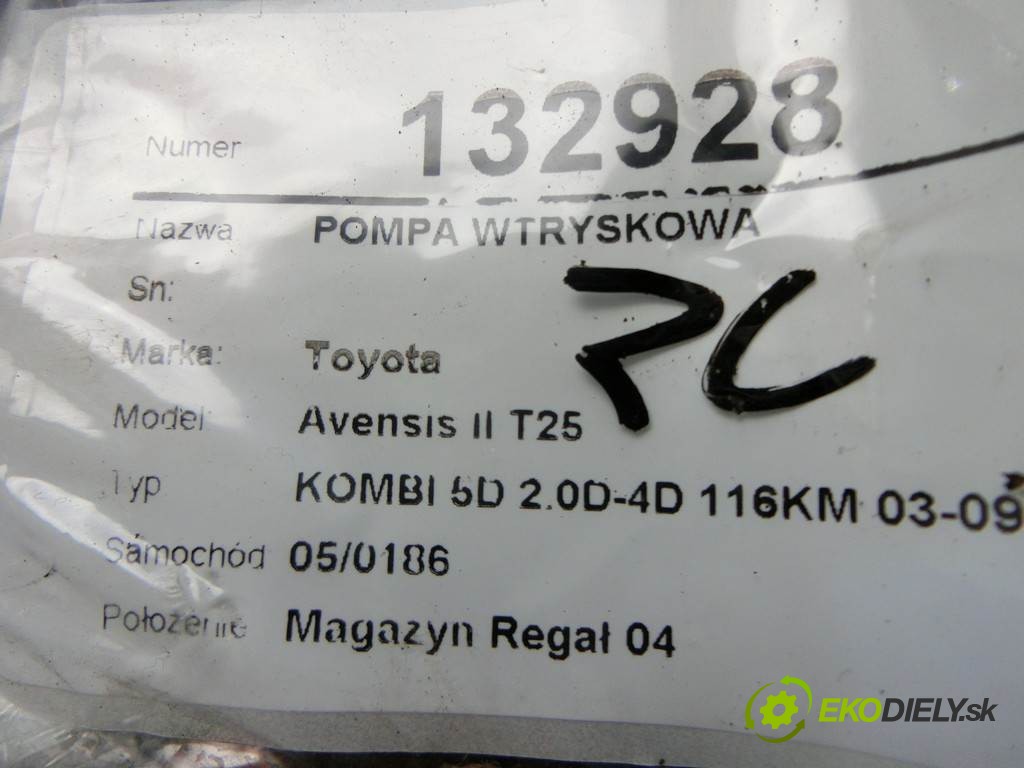 Numer 132928
Nazwa POMPA WTRYSKOWA
Sn:
Marka: Toyota
Model: Avensis II T25
Typ KOMBI 5D 2.0D-4D 116KM 03-09
Samochód 05/0186
Położenie Magazyn Regał 04
EKODIELY.sk